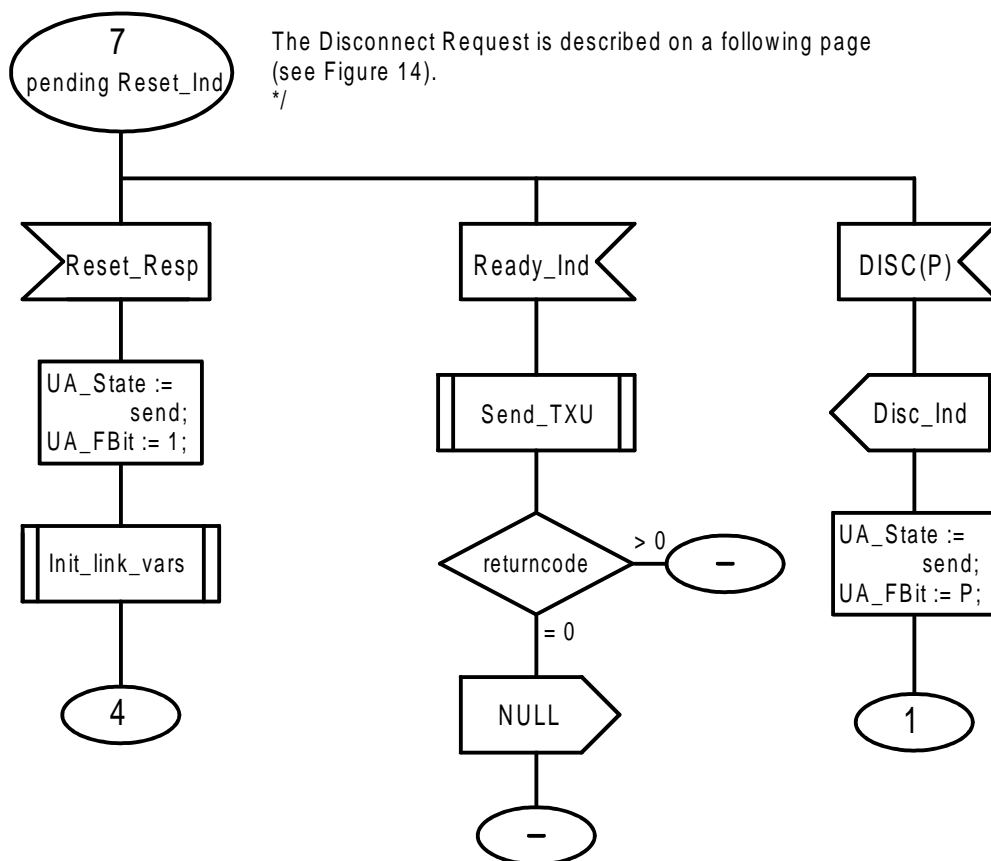 7
pending Reset_Ind
The Disconnect Request is described on a following page
(see Figure 14).
*/
Reset_Resp
UA_State :=
send;
UA_FBit := 1;
Init_link_vars
4
Ready_Ind
Send_TXU
returncode
> 0
–
= 0
NULL
–
DISC(P)
Disc_Ind
UA_State :=
send;
UA_FBit := P;
1